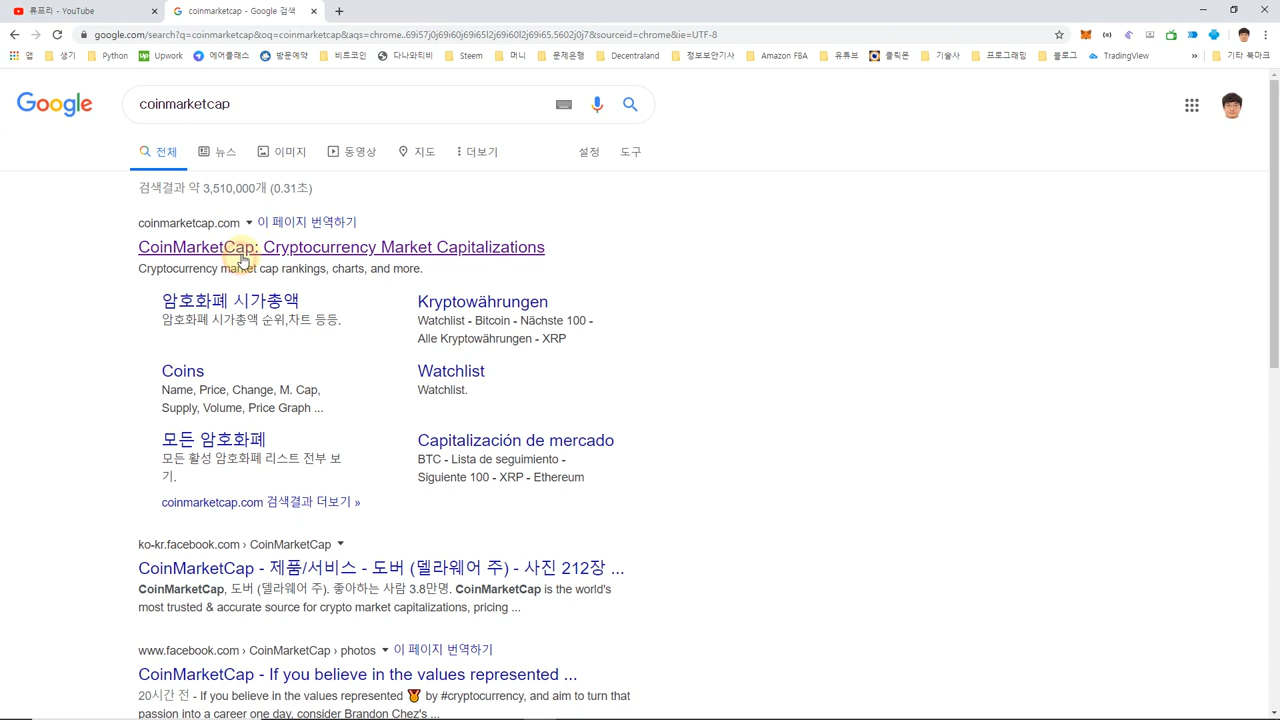 류프리 - YouTube
coinmarketcap - Google 검색
google.com/search?q=coinmarketcap&oq=coinmarketcap&aqs=chrome..69i57j0l69i60j69i65l2j69i60l2j69i65.5602j0j7&sourceid=chrome&ie=UTF-8
앱 생기 Python Upwork 에어클래스 방문예약 비트코인 다나와리비 Steem 머니 문제은행 Decentraland 정보보안기사 Amazon FBA 유튜브 클릭몬 기술사 프로그래밍 블로그 TradingView » 기타 북마크
Google
coinmarketcap
전체 뉴스 이미지 동영상 지도 더보기 설정 도구
검색결과 약 3,510,000개 (0.31초)
coinmarketcap.com 이 페이지 번역하기
CoinMarketCap: Cryptocurrency Market Capitalizations
Cryptocurrency market cap rankings, charts, and more.
암호화폐 시가총액
암호화폐 시가총액 순위,차트 등등.
Kryptowährungen
Watchlist - Bitcoin - Nächste 100 -
Alle Kryptowährungen - XRP
Coins
Name, Price, Change, M. Cap,
Supply, Volume, Price Graph ...
Watchlist
Watchlist.
모든 암호화폐
모든 활성 암호화폐 리스트 전부 보
기.
Capitalización de mercado
BTC - Lista de seguimiento -
Siguiente 100 - XRP - Ethereum
coinmarketcap.com 검색결과 더보기 »
ko-kr.facebook.com › CoinMarketCap
CoinMarketCap - 제품/서비스 - 도버 (델라웨어 주) - 사진 212장 ...
CoinMarketCap, 도버 (델라웨어 주). 좋아하는 사람 3.8만명. CoinMarketCap is the world's
most trusted & accurate source for crypto market capitalizations, pricing ...
www.facebook.com › CoinMarketCap › photos 이 페이지 번역하기
CoinMarketCap - If you believe in the values represented ...
20시간 전 - If you believe in the values represented 🏅 by #cryptocurrency, and aim to turn that
passion into a career one day, consider Brandon Chez's ...